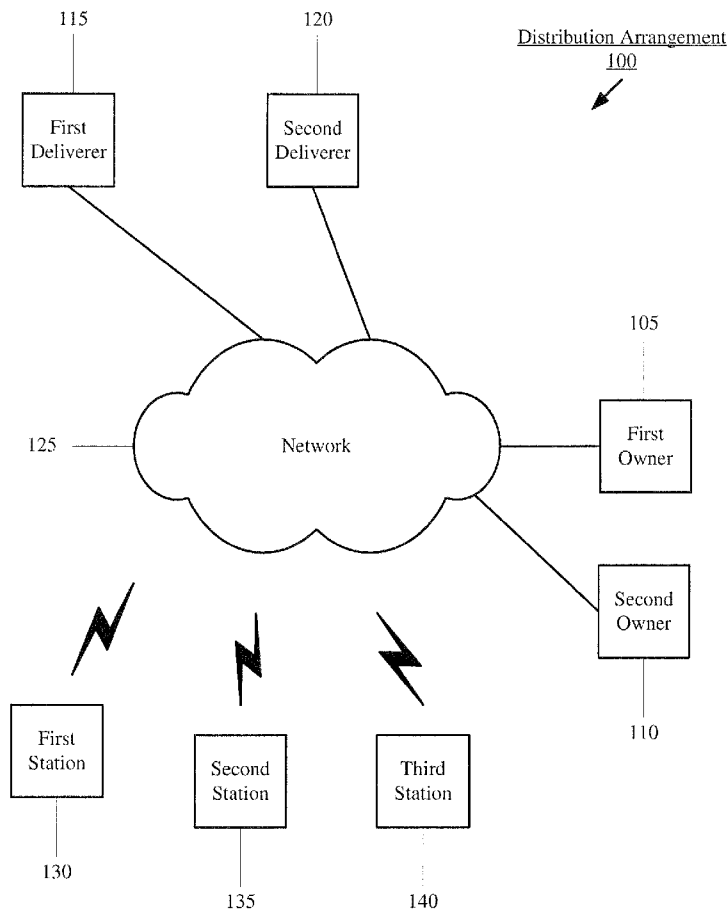 115
120
Distribution Arrangement
100
First
Deliverer
Second
Deliverer
105
125
Network
First
Owner
Second
Owner
110
First
Station
Second
Station
Third
Station
130
135
140